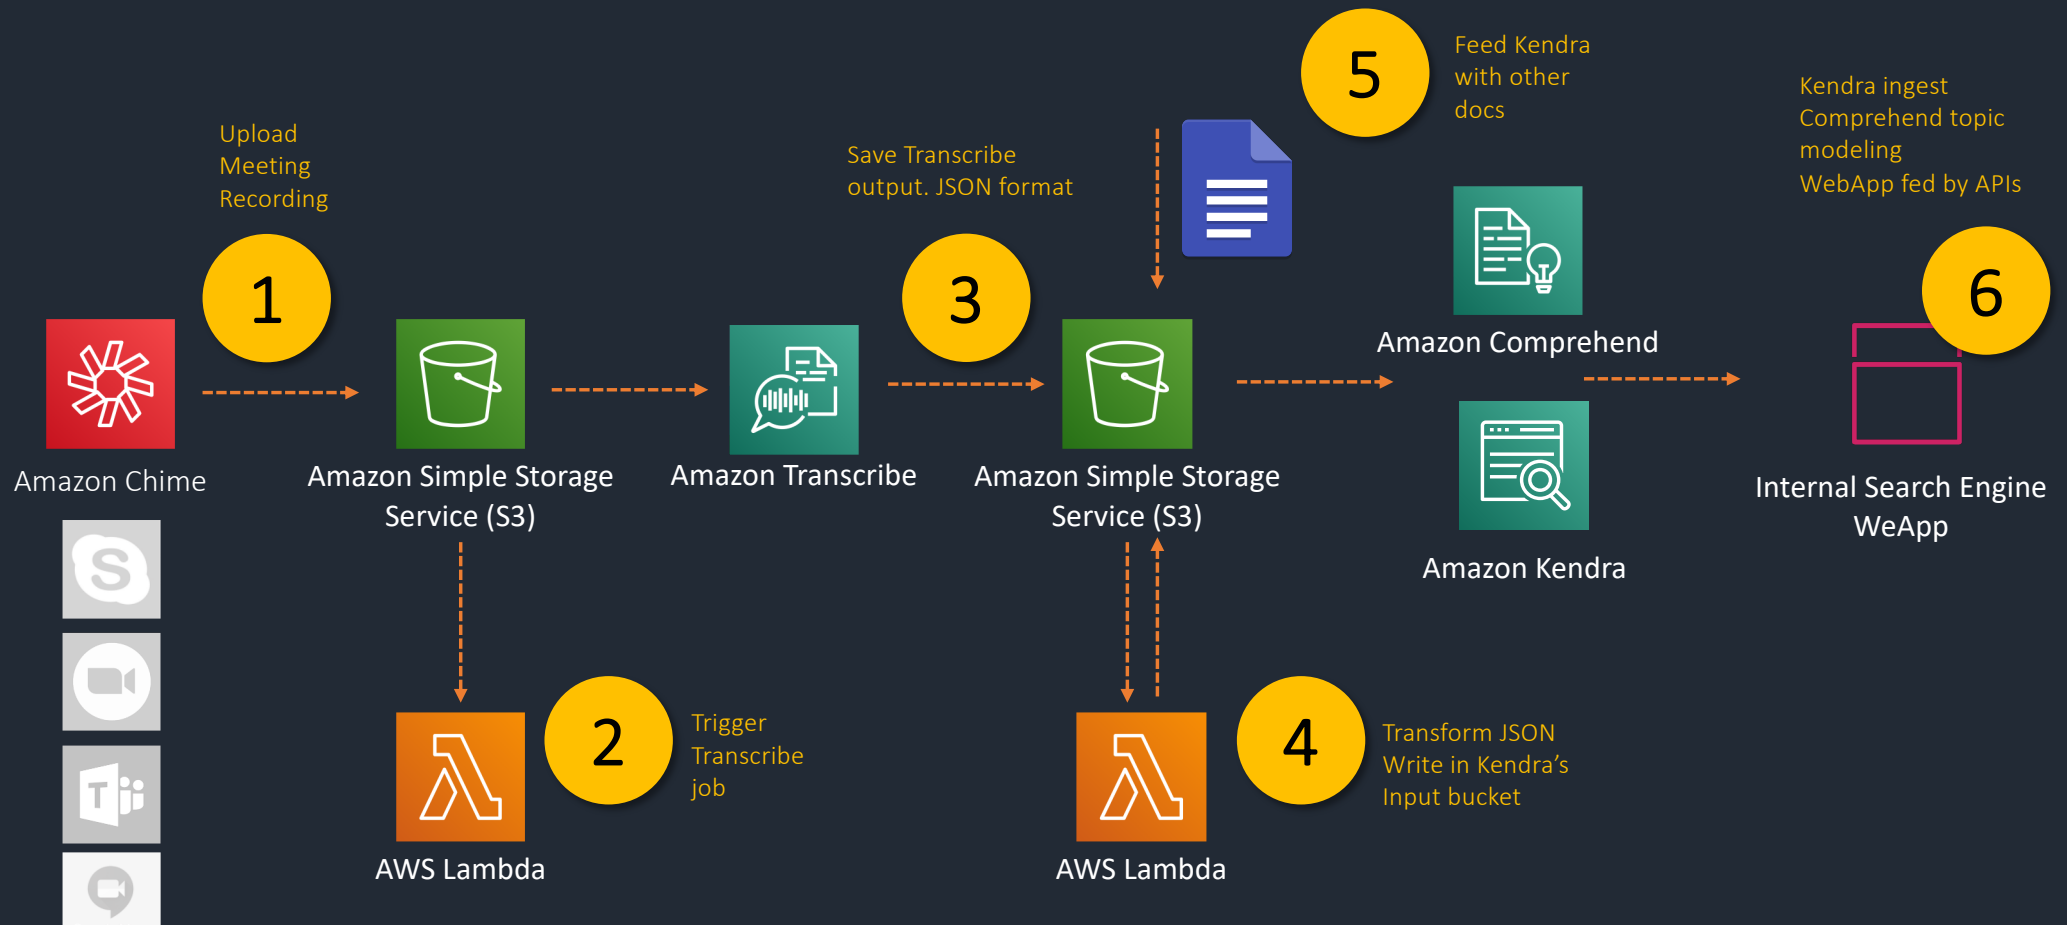 Upload
Meeting
Recording
1
Amazon Chime
S
T
Amazon Simple Storage
Service (S3)
2
Trigger
Transcribe
job
AWS Lambda
Amazon Transcribe
Save Transcribe
output. JSON format
3
Amazon Simple Storage
Service (S3)
4
Transform JSON
Write in Kendra’s
Input bucket
AWS Lambda
5
Feed Kendra
with other
docs
Amazon Comprehend
Amazon Kendra
Kendra ingest
Comprehend topic
modeling
WebApp fed by APIs
6
Internal Search Engine
WeApp